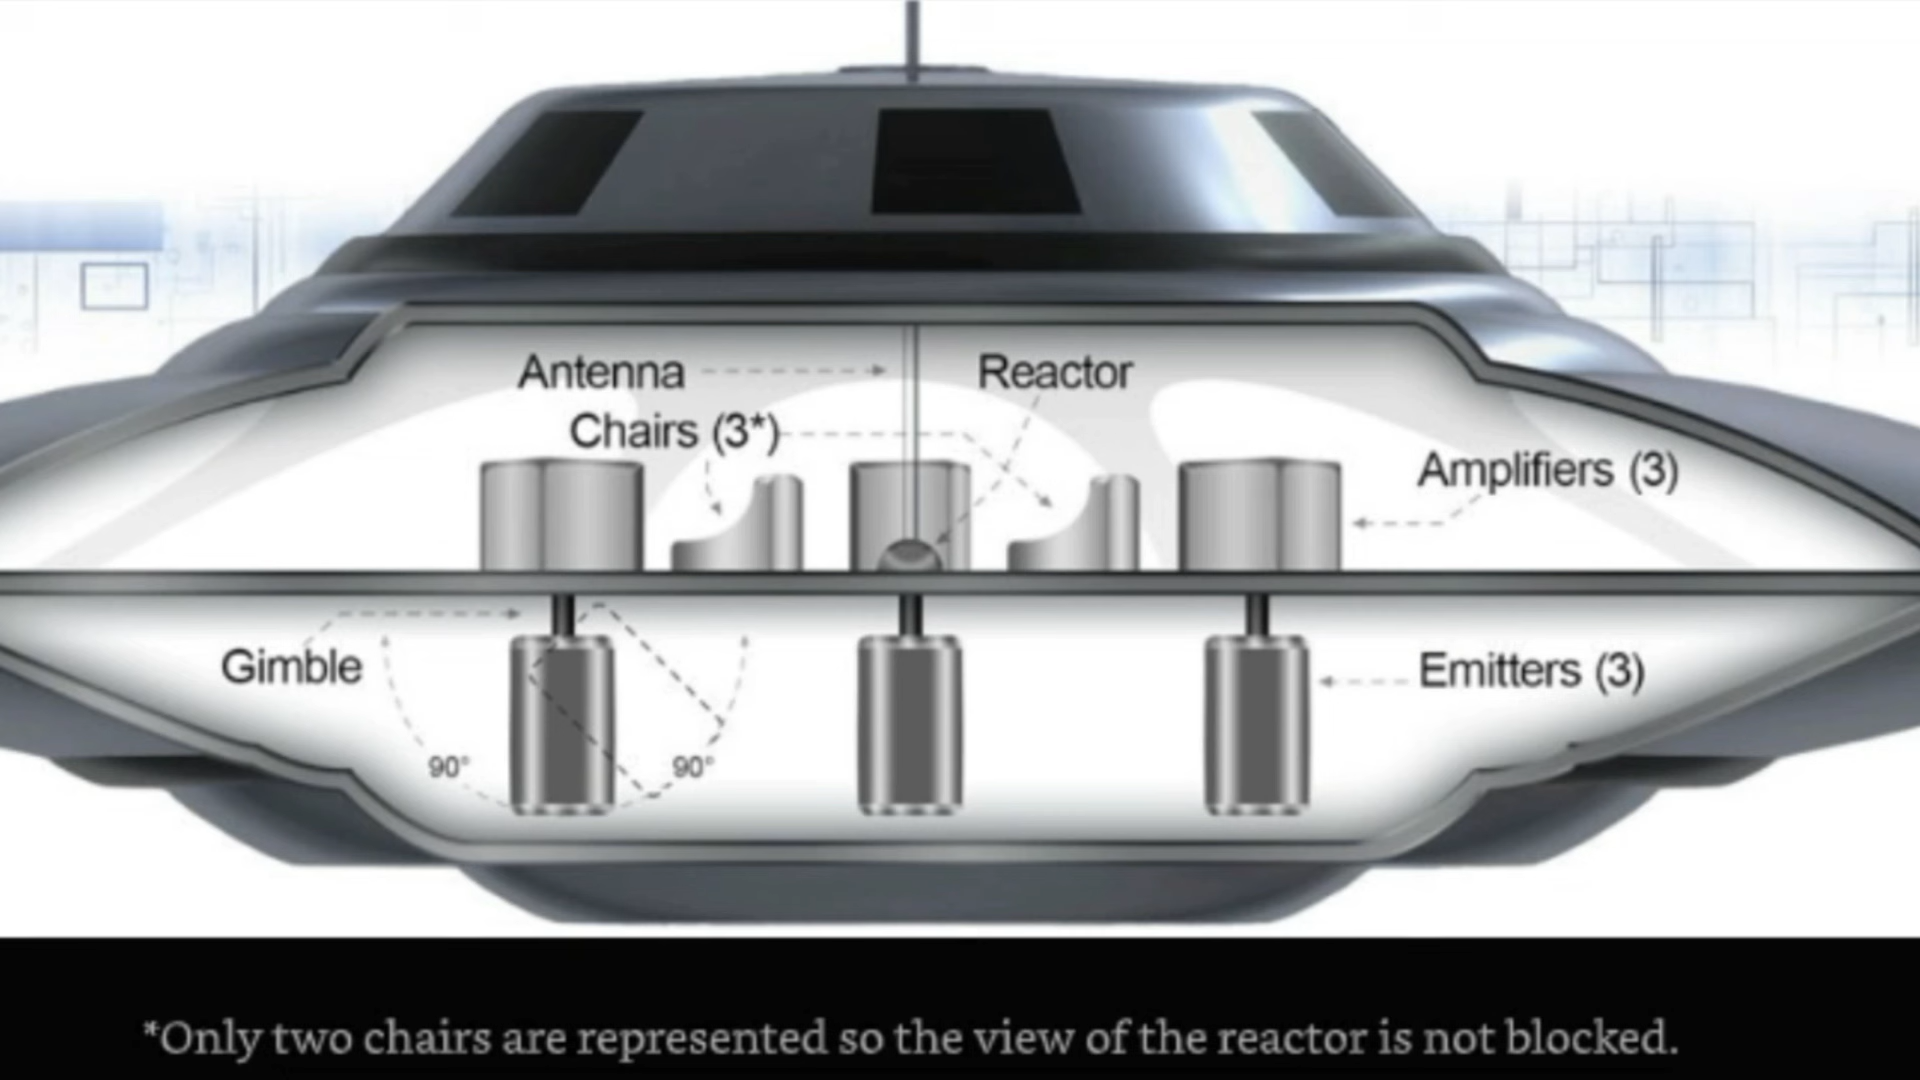 Antenna
Reactor
Chairs (3*)
Amplifiers (3)
Gimble
Emitters (3)
90°
90°
*Only two chairs are represented so the view of the reactor is not blocked.